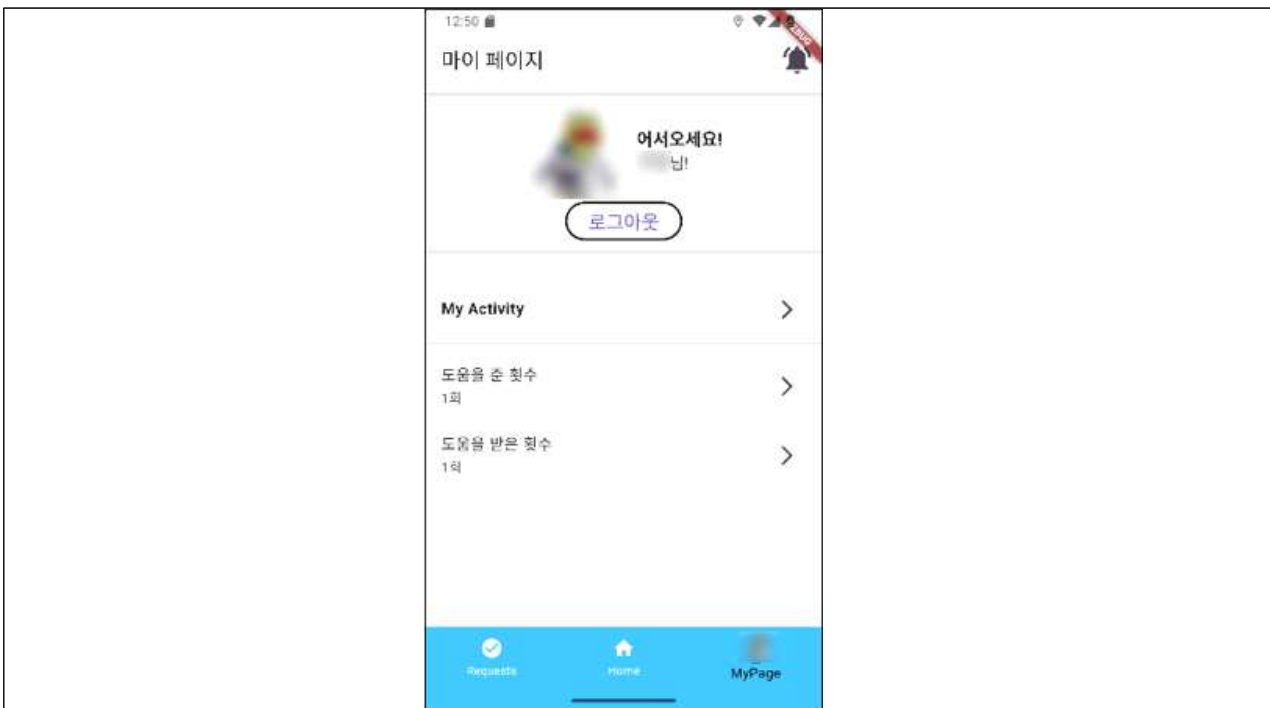 12:50
마이 페이지
어서오세요!
님!
로그아웃
My Activity
도움을 준 횟수
1회
도움을 받은 횟수
1회
Requests
Home
MyPage